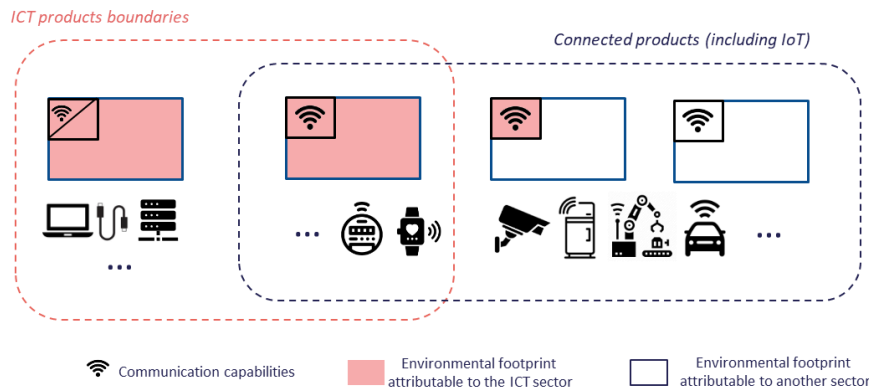 ICT products boundaries
Connected products (including IoT)
...
...
...
Communication capabilities
Environmental footprint
attributable to the ICT sector
Environmental footprint
attributable to another sector